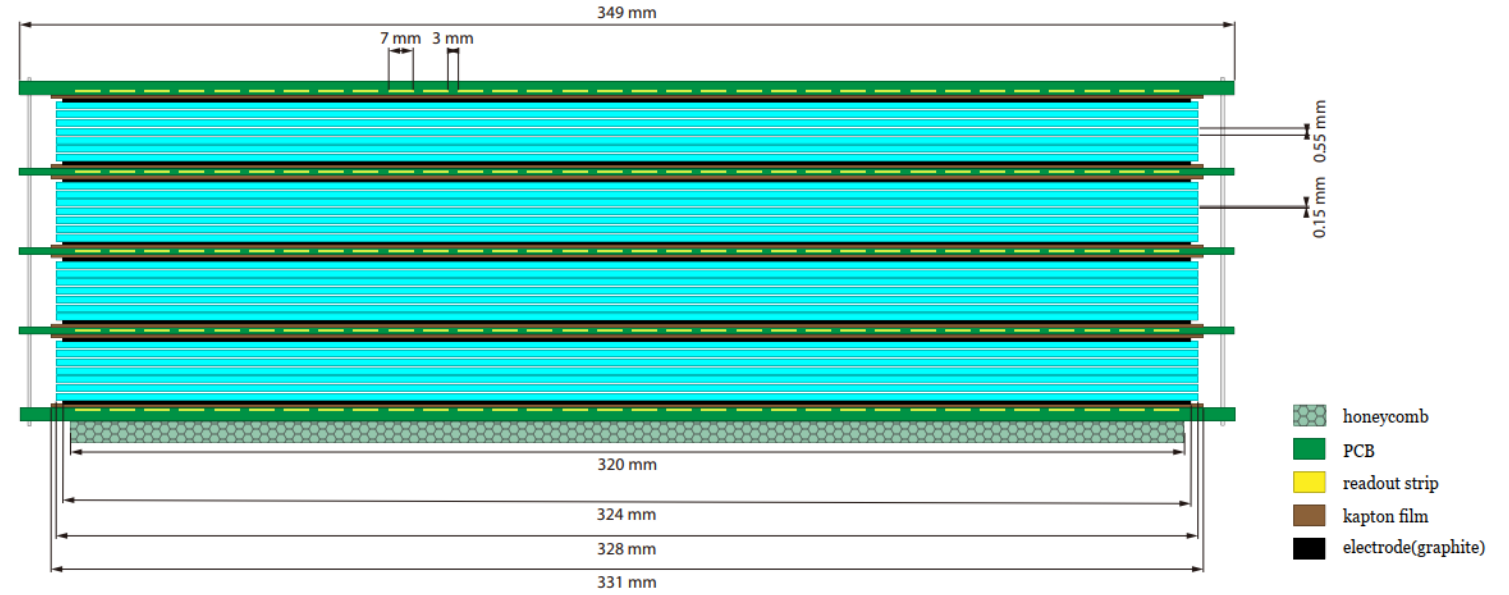 349 mm
7 mm 3 mm
0.55 mm
0.15 mm
honeycomb
PCB
readout strip
kapton film
electrode(graphite)
320 mm
324 mm
328 mm
331 mm